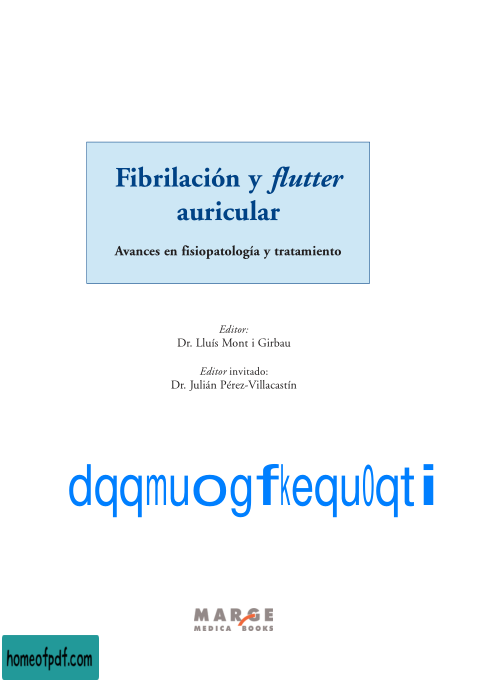 Fibrilación y flutter
auricular
Avances en fisiopatología y tratamiento
Editor:
Dr. Lluís Mont i Girbau
Editor invitado:
Dr. Julián Pérez-Villacastín
dqqmuogfkequ0qti
MARGE
MEDICA BOOKS
homeofpdf.com